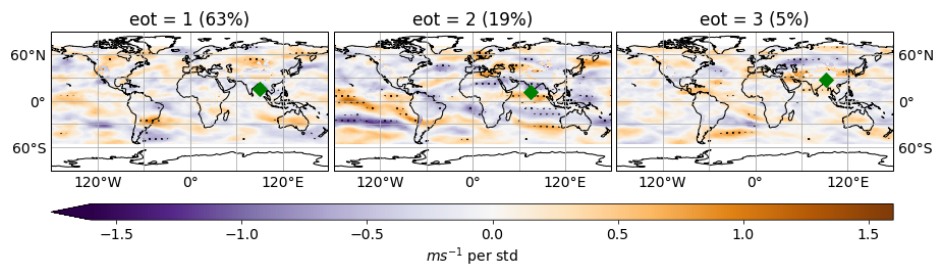 eot = 1 (63%) eot = 2 (19%) eot = 3 (5%)
60°N 60°N
0° 0°
60°S 60°S
120°W 0° 120°E 120°W 0° 120°E 120°W 0° 120°E
−1.5 −1.0 −0.5 0.0 0.5 1.0 1.5
ms⁻¹ per std